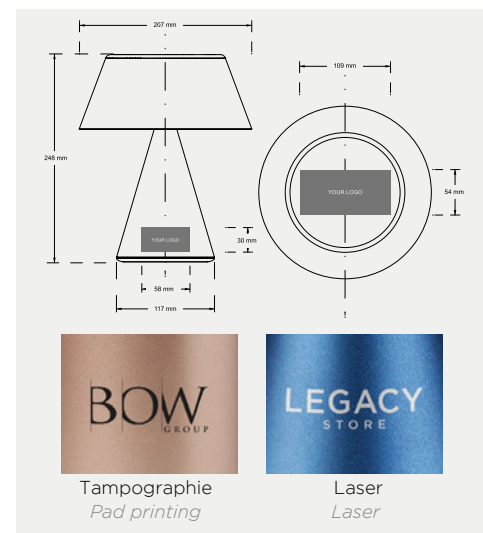 207 mm
109 mm
248 mm
YOUR LOGO
54 mm
YOUR LOGO
30 mm
58 mm
117 mm
BOW
GROUP
LEGACY
STORE
Tampographie
Pad printing
Laser
Laser